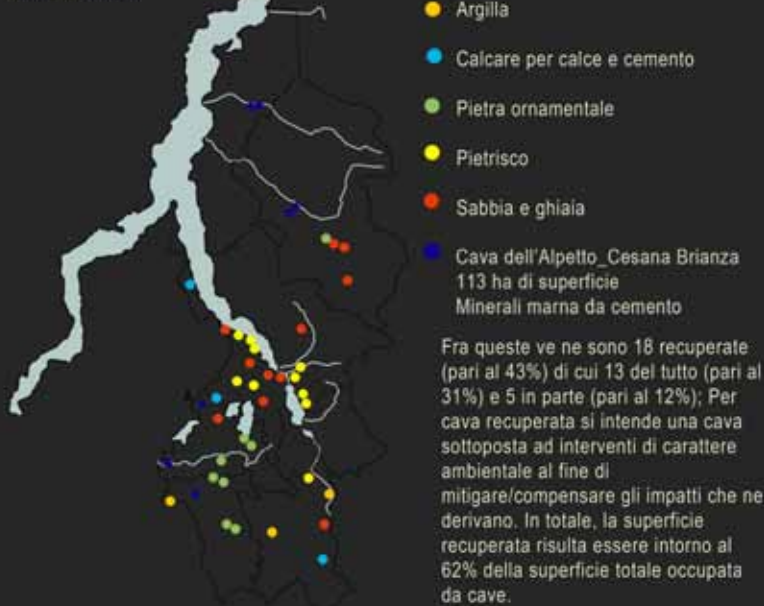 Argilla
Calcare per calce e cemento
Pietra ornamentale
Pietrisco
Sabbia e ghiaia
Cava dell'Alpetto_Cesana Brianza
113 ha di superficie
Minerali marna da cemento
Fra queste ve ne sono 18 recuperate
(pari al 43%) di cui 13 del tutto (pari al
31%) e 5 in parte (pari al 12%); Per
cava recuperata si intende una cava
sottoposta ad interventi di carattere
ambientale al fine di
mitigare/compensare gli impatti che ne
derivano. In totale, la superficie
recuperata risulta essere intorno al
62% della superficie totale occupata
da cave.